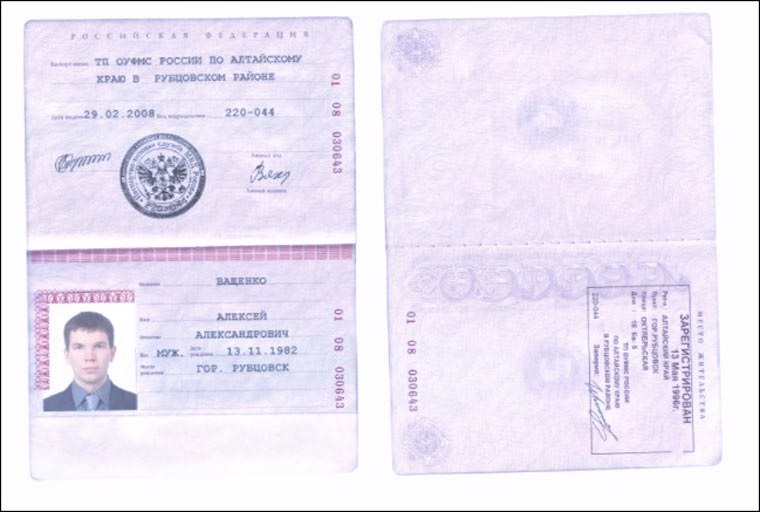 РОССИЙСКАЯ ФЕДЕРАЦИЯ
Паспорт выдан ТП ОУФМС РОССИИ ПО АЛТАЙСКОМУ
КРАЮ В РУБЦОВСКОМ РАЙОНЕ
Дата выдачи 29.02.2008 Код подразделения 220-044
Личный код
Личная подпись
01 08 030643
Фамилия ВАЩЕНКО
Имя АЛЕКСЕЙ
Отчество АЛЕКСАНДРОВИЧ
Пол МУЖ. Дата рождения 13.11.1982
Место рождения ГОР. РУБЦОВСК
01 08 030643
01 08 030643
МЕСТО ЖИТЕЛЬСТВА
ЗАРЕГИСТРИРОВАН
13 Мая 1996г.
АЛТАЙСКИЙ КРАЙ
Пункт ГОР.РУБЦОВСК
Улица ОКТЯБРЬСКАЯ
Дом 18 Кв. 5
ТП ОУФМС РОССИИ
ПО АЛТАЙСКОМУ КРАЮ
В РУБЦОВСКОМ РАЙОНЕ
220-044
Заверил